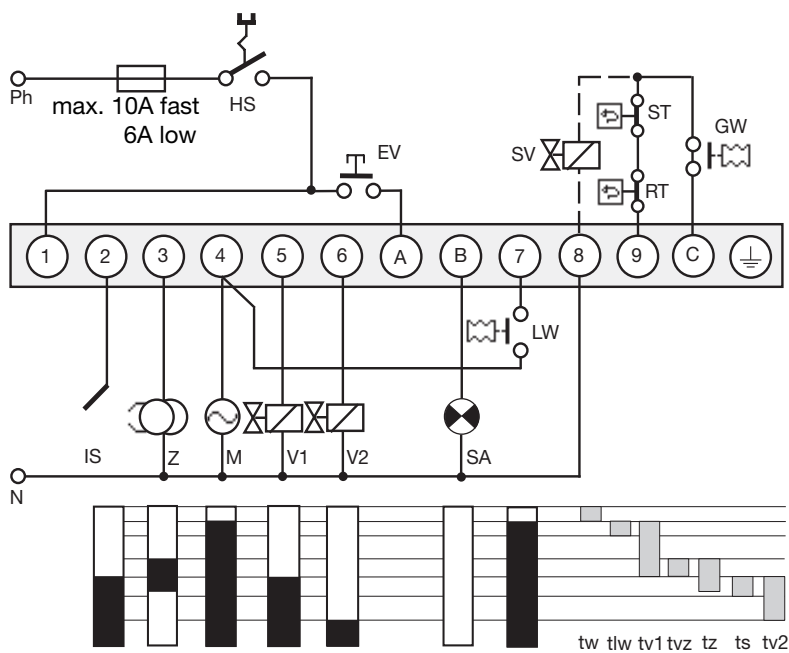 Ph
max. 10A fast
6A low
HS
EV
SV
ST
GW
RT
1 2 3 4 5 6 A B 7 8 9 C
LW
IS Z M V1 V2 SA
N
tw tlw tv1 tvz tz ts tv2